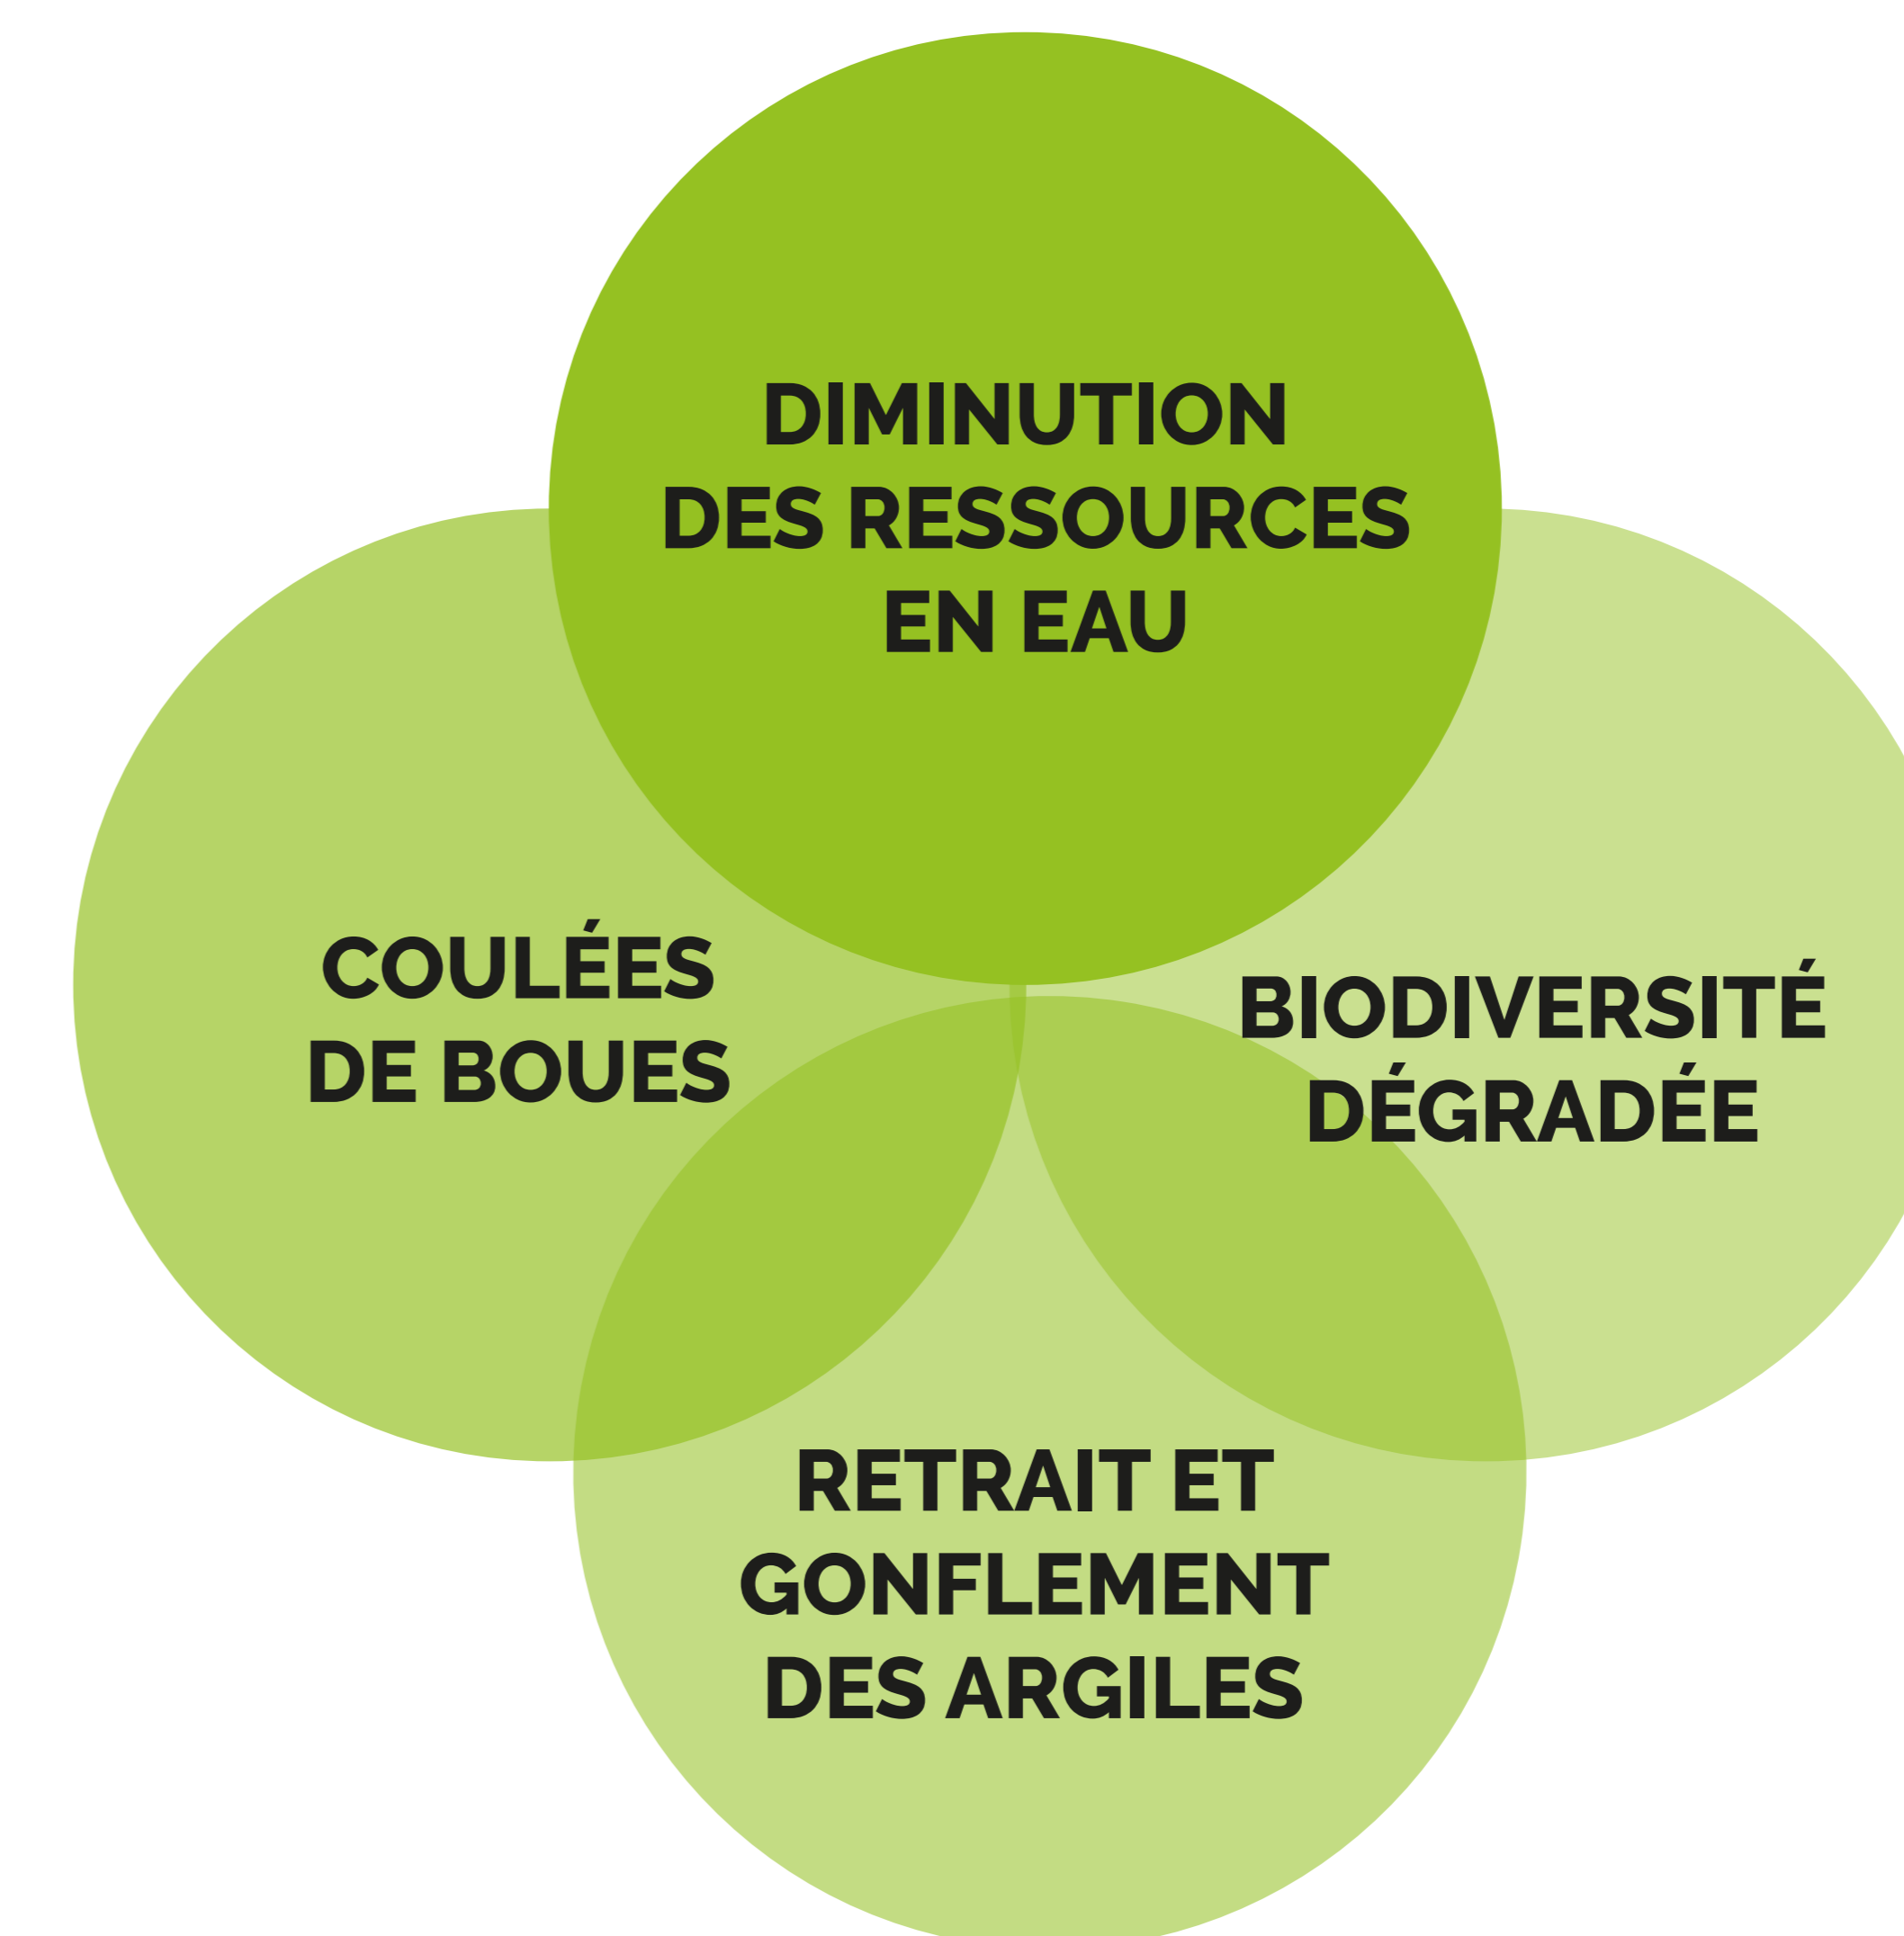 DIMINUTION
DES RESSOURCES
EN EAU
COULÉES
DE BOUES
BIODIVERSITÉ
DÉGRADÉE
RETRAIT ET
GONFLEMENT
DES ARGILES